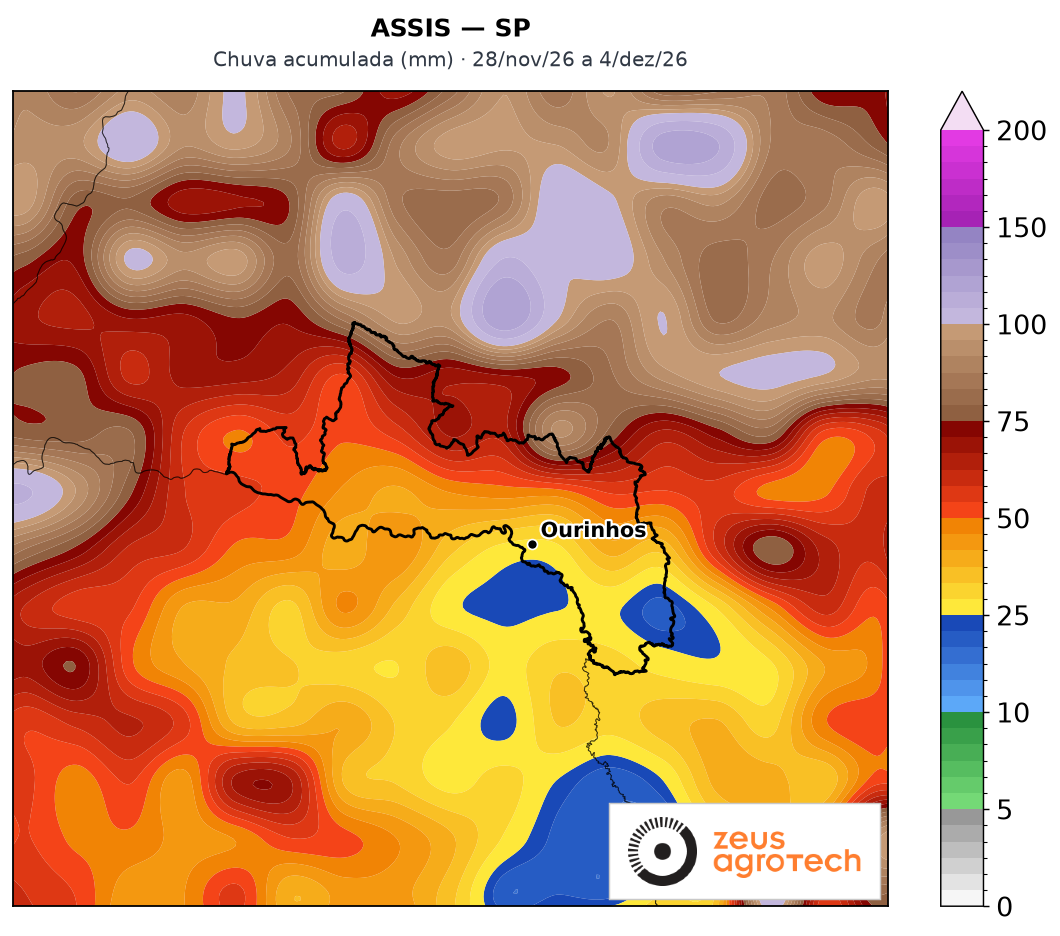 ASSIS — SP
Chuva acumulada (mm) · 28/nov/26 a 4/dez/26
200
150
100
75
50
25
10
5
0
Ourinhos
zeus
agrotech